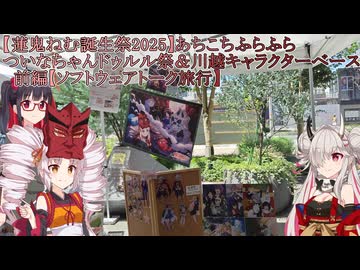 【蓮鬼ねむ誕生祭2025】あちこちふらふら
ついなちゃんドゥルル祭＆川越キャラクターベース
前編【ソフトウェアトーク旅行】